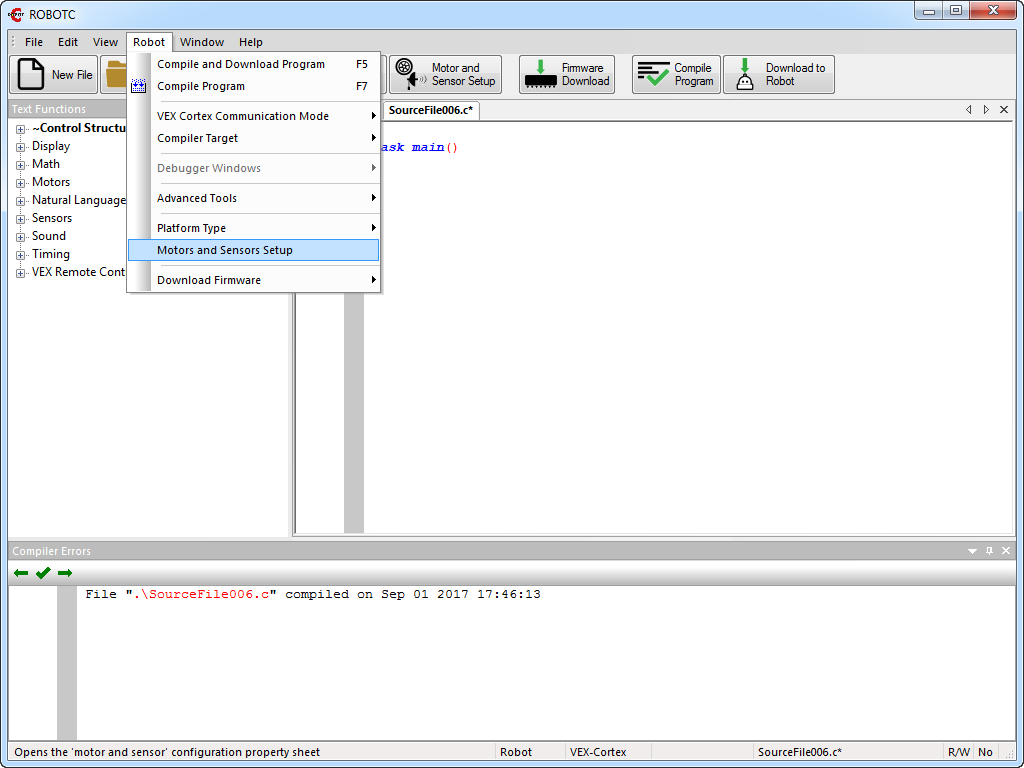 ROBOTC
File Edit View Robot Window Help
New File
Motor and
Sensor Setup
Firmware
Download
Compile
Program
Download to
Robot
Compile and Download Program F5
Compile Program F7
VEX Cortex Communication Mode
Compiler Target
Debugger Windows
Advanced Tools
Platform Type
Motors and Sensors Setup
Download Firmware
Text Functions
~Control Structu
Display
Math
Motors
Natural Language
Sensors
Sound
Timing
VEX Remote Cont
SourceFile006.c*
ask main()
Compiler Errors
File ".\SourceFile006.c" compiled on Sep 01 2017 17:46:13
Opens the 'motor and sensor' configuration property sheet Robot VEX-Cortex SourceFile006.c* R/W No